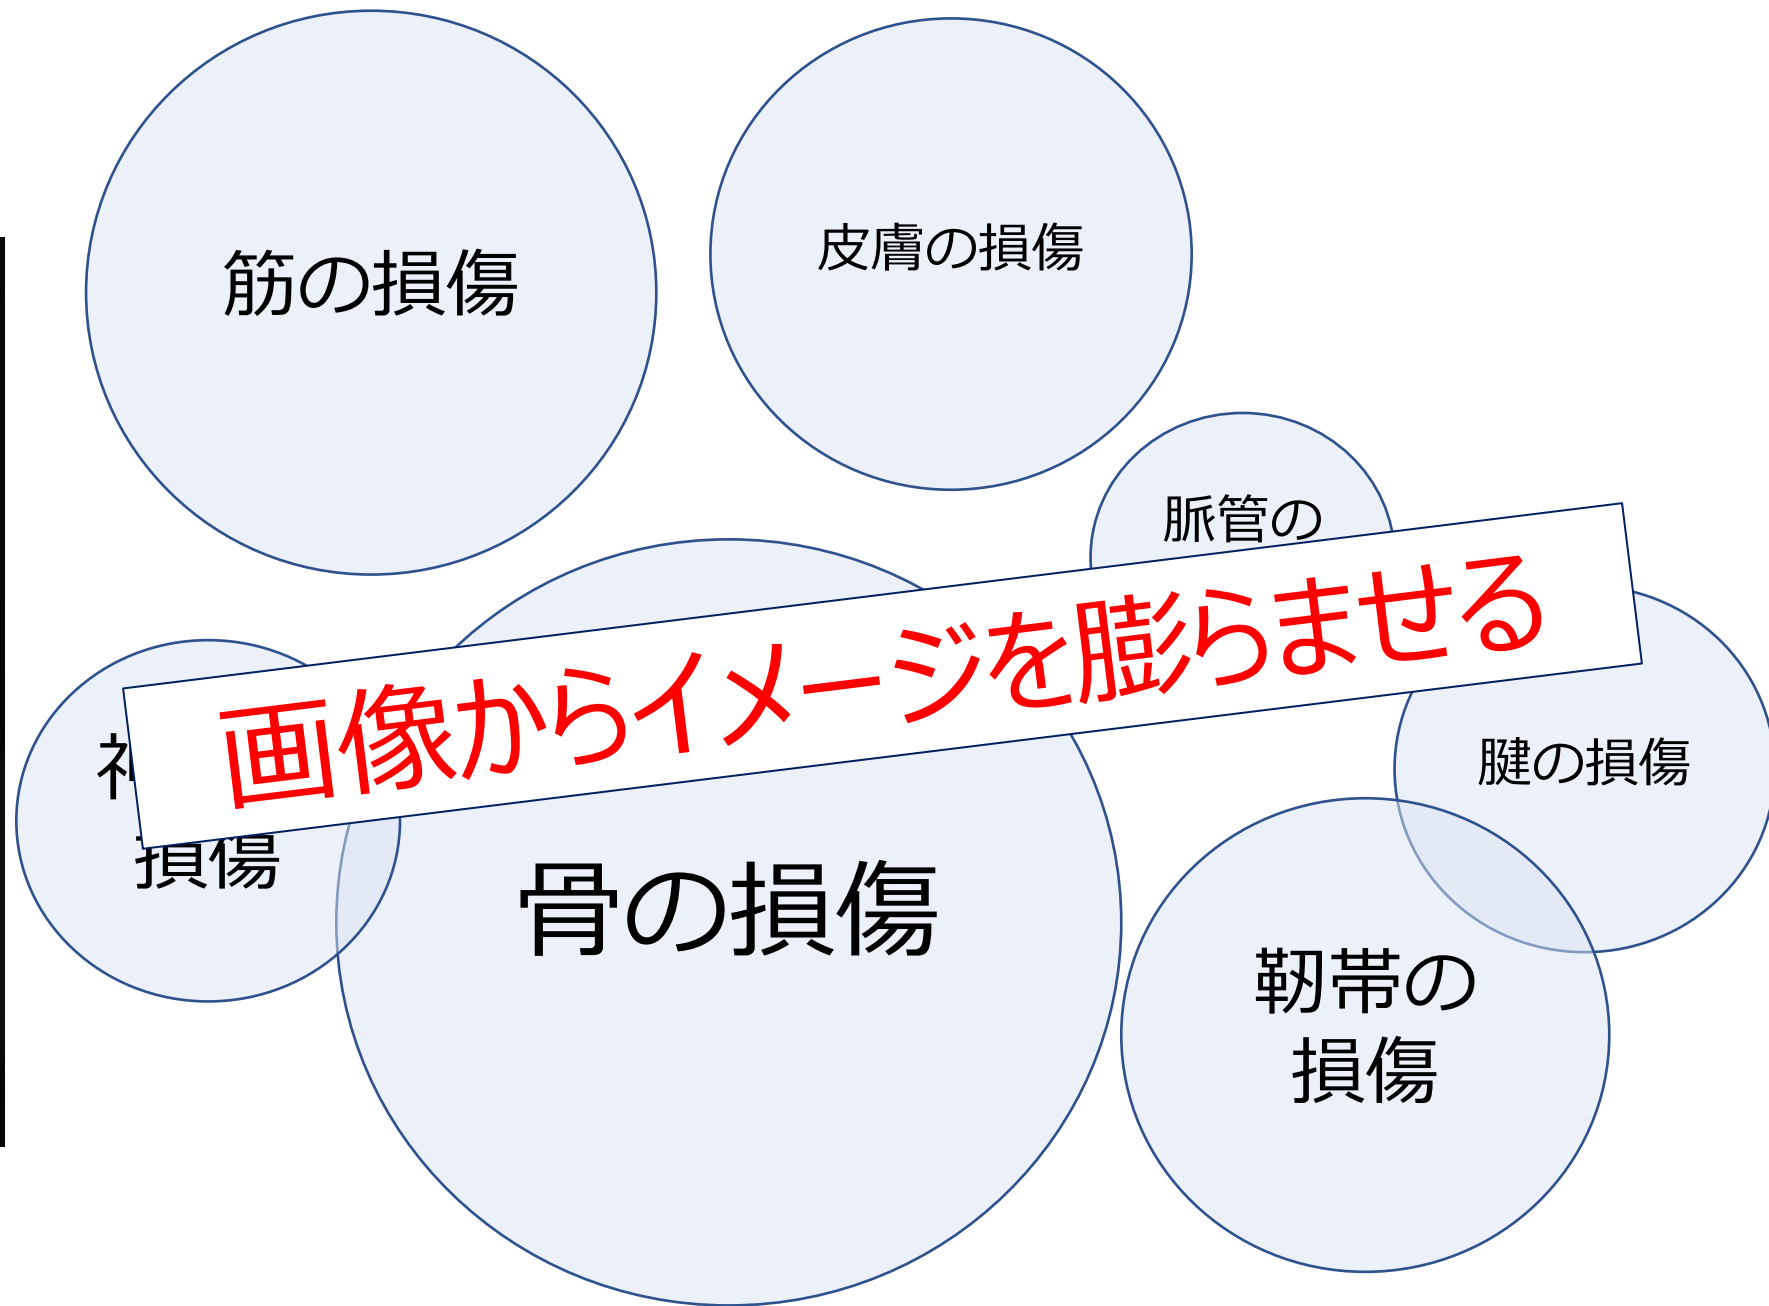 筋の損傷
皮膚の損傷
脈管の
画像からイメージを膨らませる
損傷
骨の損傷
腱の損傷
靭帯の
損傷